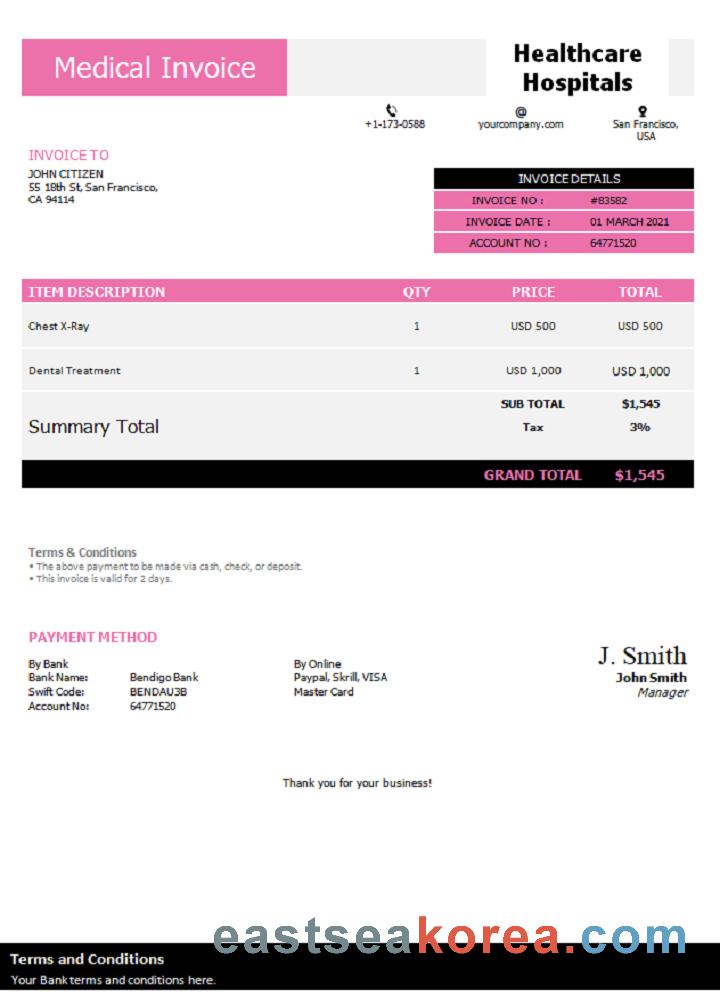 Medical Invoice
Healthcare
Hospitals
+1-173-0588
@
yourcompany.com
San Francisco,
USA
INVOICE TO
JOHN CITIZEN
55 18th St, San Francisco,
CA 94114
INVOICE DETAILS
INVOICE NO : #83582
INVOICE DATE : 01 MARCH 2021
ACCOUNT NO : 64771520
ITEM DESCRIPTION QTY PRICE TOTAL
Chest X-Ray 1 USD 500 USD 500
Dental Treatment 1 USD 1,000 USD 1,000
SUB TOTAL $1,545
Summary Total
Tax 3%
GRAND TOTAL $1,545
Terms & Conditions
• The above payment to be made via cash, check, or deposit.
• This invoice is valid for 2 days.
PAYMENT METHOD
By Bank
Bank Name: Bendigo Bank
Swift Code: BENDAU3B
Account No: 64771520
By Online
Paypal, Skrill, VISA
Master Card
J. Smith
John Smith
Manager
Thank you for your business!
eastseakorea.com
Terms and Conditions
Your Bank terms and conditions here.